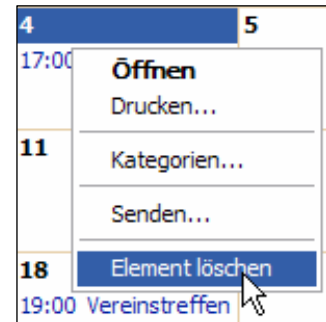 4 5
17:00
Öffnen
Drucken...
11
Kategorien...
Senden...
18
Element löschen
19:00 Vereinstreffen